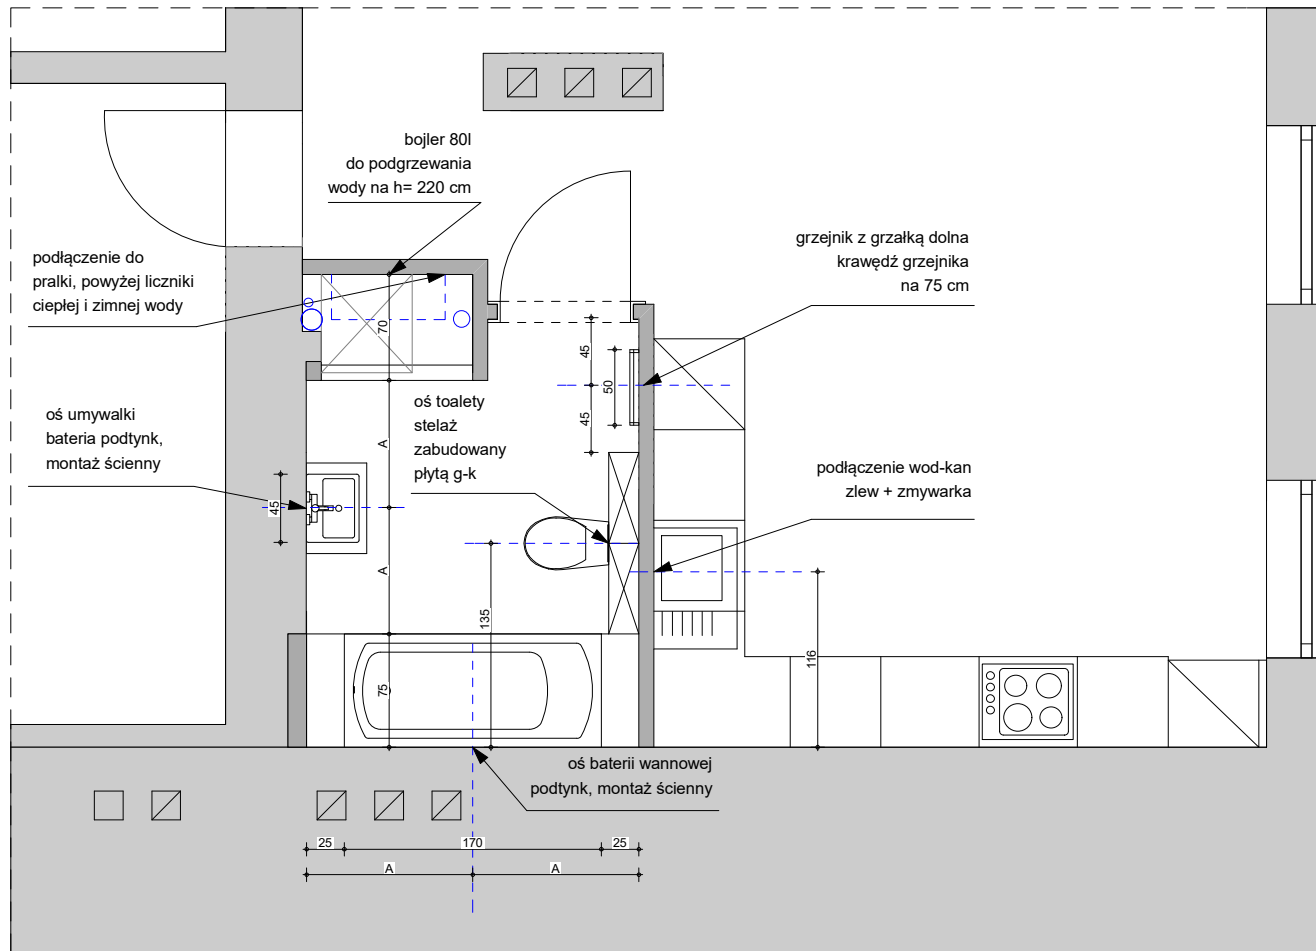 bojler 80l
do podgrzewania
wody na h= 220 cm
podłączenie do
pralki, powyżej liczniki
ciepłej i zimnej wody
grzejnik z grzałką dolna
krawędź grzejnika
na 75 cm
70
45
50
45
oś toalety
stelaż
zabudowany
płytą g-k
oś umywalki
bateria podtynk,
montaż ścienny
A
podłączenie wod-kan
zlew + zmywarka
45
A
135
116
75
oś baterii wannowej
podtynk, montaż ścienny
25
170
25
A
A